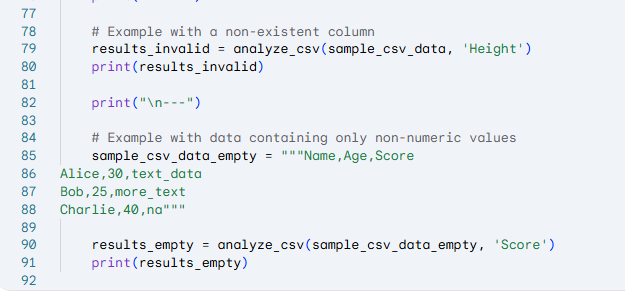 77
78 # Example with a non-existent column
79 results_invalid = analyze_csv(sample_csv_data, 'Height')
80 print(results_invalid)
81
82 print("\n---")
83
84 # Example with data containing only non-numeric values
85 sample_csv_data_empty = """Name,Age,Score
86 Alice,30,text_data
87 Bob,25,more_text
88 Charlie,40,na"""
89
90 results_empty = analyze_csv(sample_csv_data_empty, 'Score')
91 print(results_empty)
92